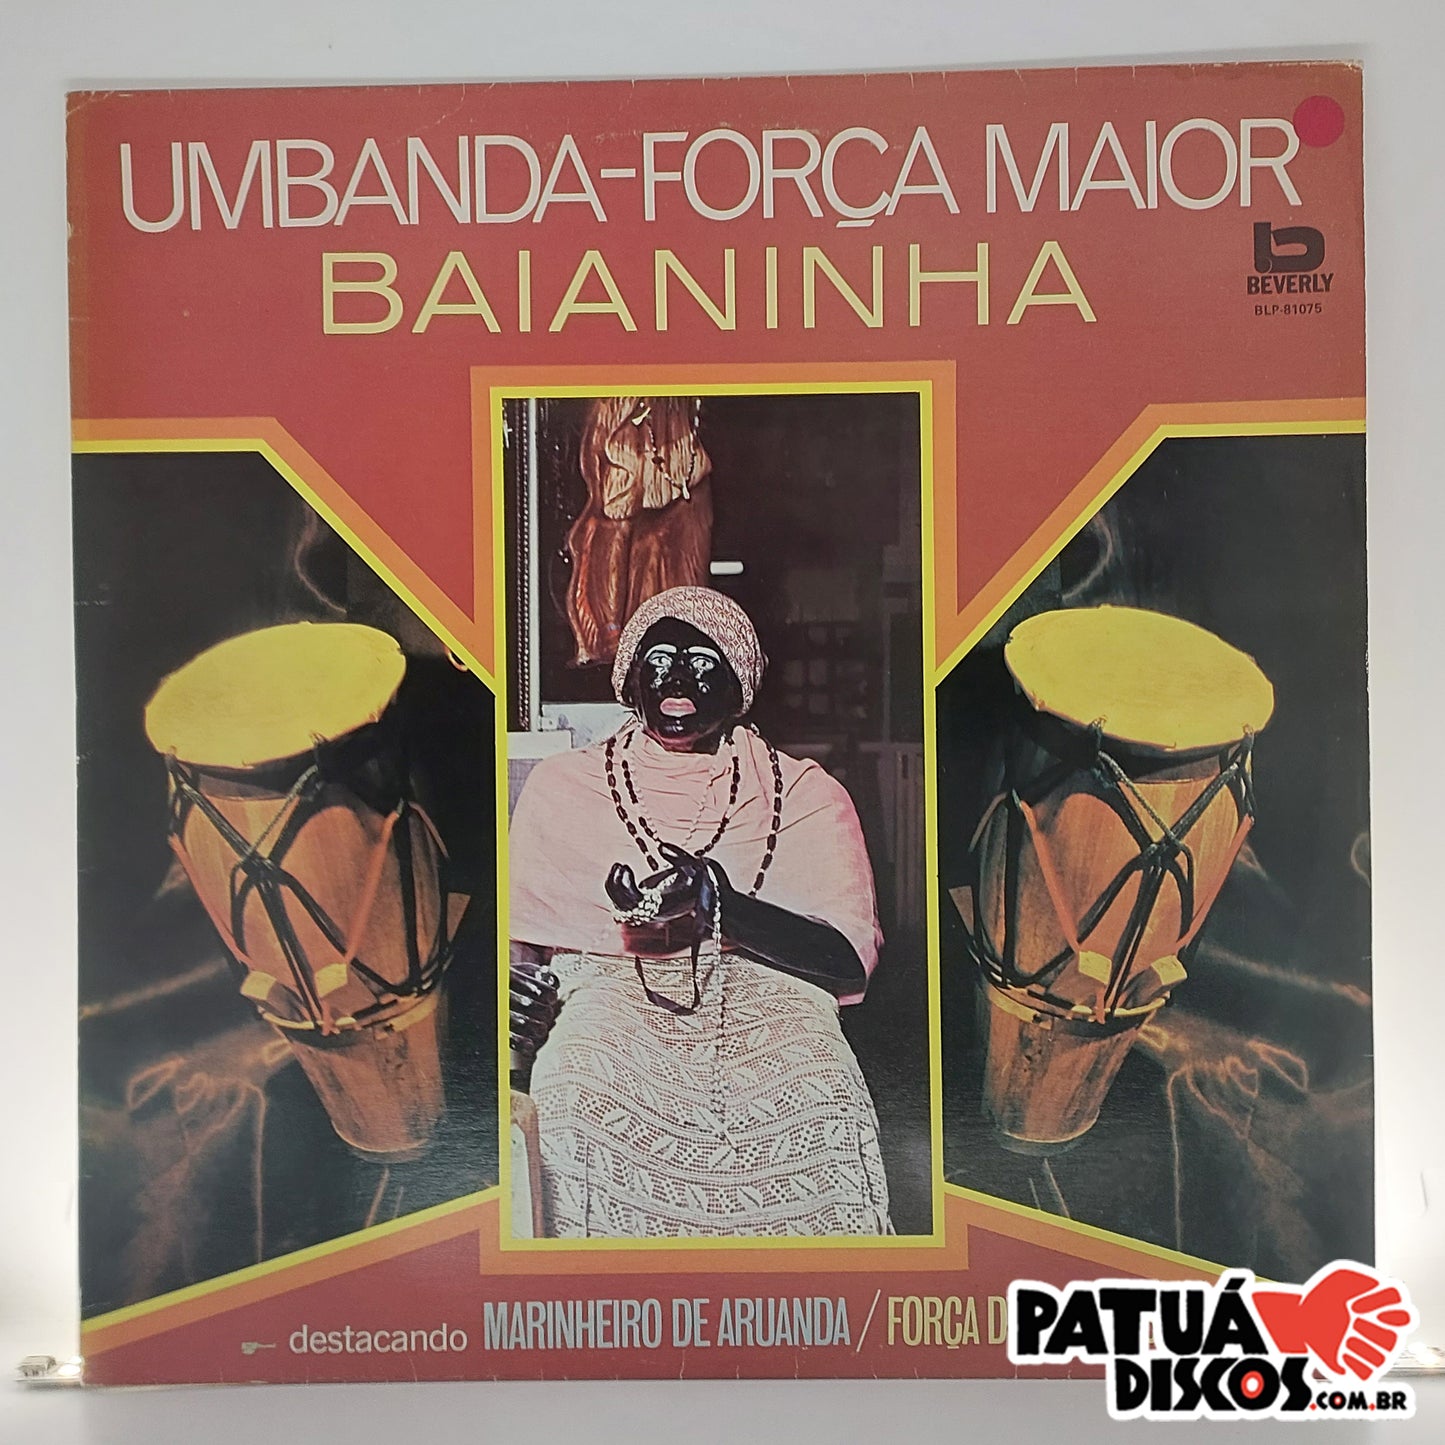 UMBANDA-FORÇA MAIOR
BAIANINHA
b
BEVERLY
BLP-81075
destacando MARINHEIRO DE ARUANDA / FORÇA D
PATUÁ
DISCOS.COM.BR